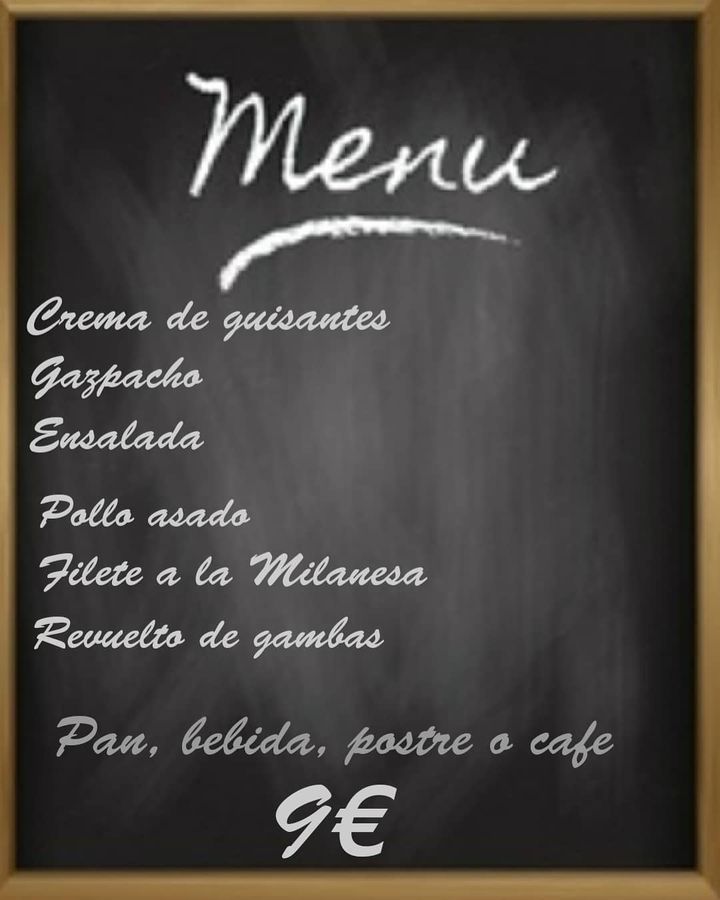 Menu
Crema de guisantes
Gazpacho
Ensalada
Pollo asado
Filete a la Milanesa
Revuelto de gambas
Pan, bebida, postre o cafe
9€